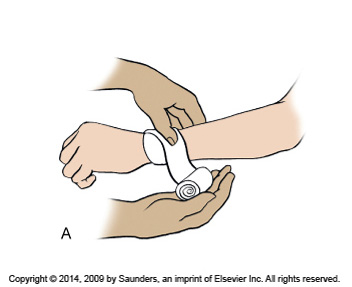 A
Copyright © 2014, 2009 by Saunders, an imprint of Elsevier Inc. All rights reserved.